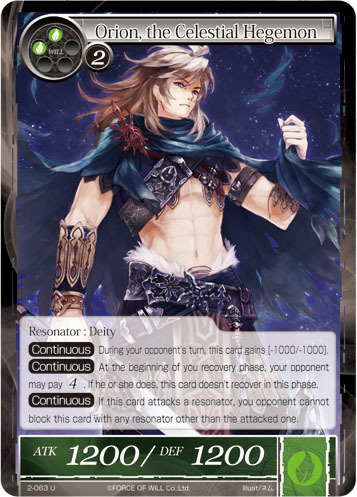 Orion, the Celestial Hegemon
WILL
2
Resonator : Deity
Continuous During your opponent's turn, this card gains [-1000/-1000].
Continuous At the beginning of you recovery phase, your opponent
may pay 4 . If he or she does, this card doesn't recover in this phase.
Continuous If this card attacks a resonator, you opponent cannot
block this card with any resonator other than the attacked one.
ATK 1200 / DEF 1200
2-063 U ©FORCE OF WILL Co.,Ltd. Illust/ネム